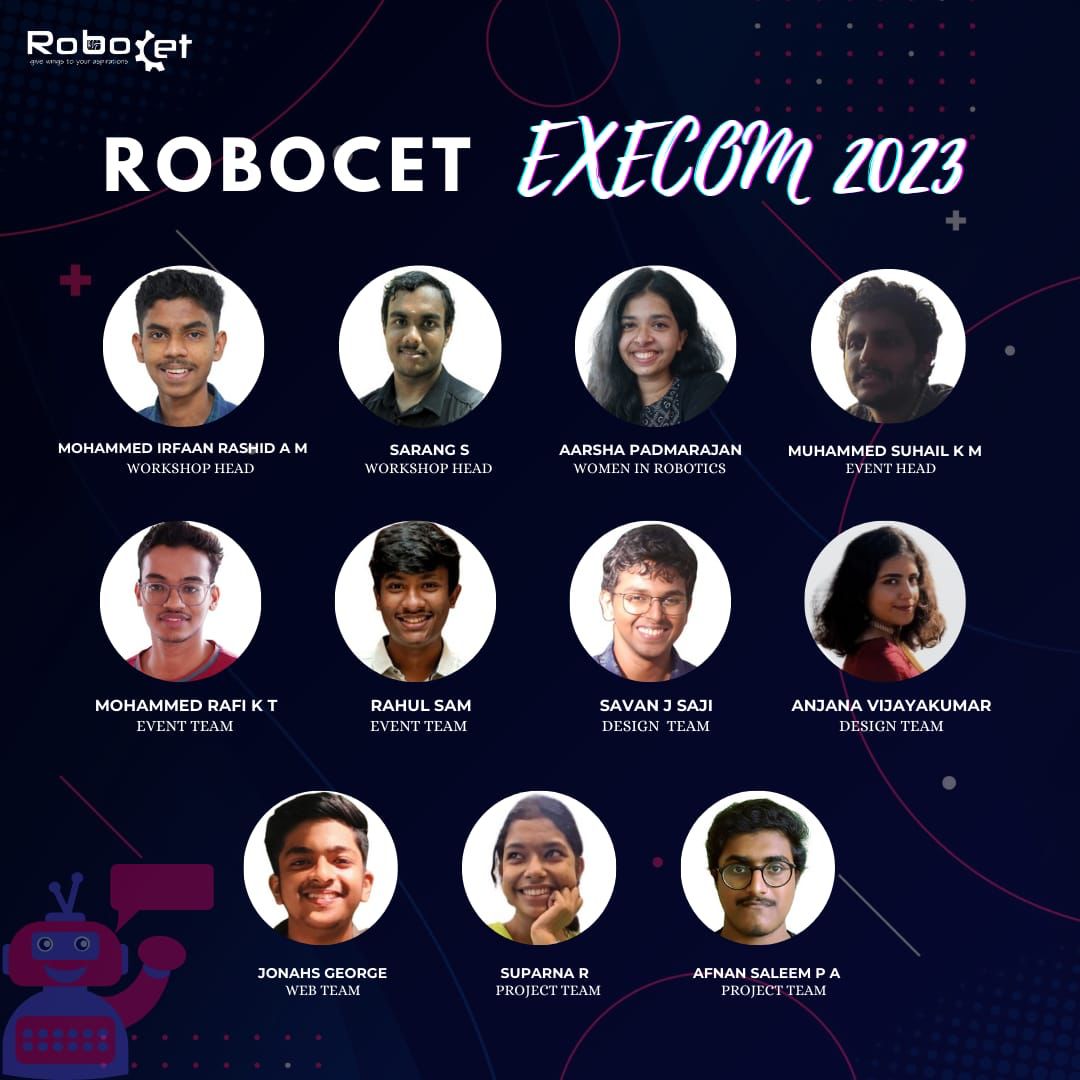 Robocet
give wings to your aspirations
ROBOCET EXECOM 2023
MOHAMMED IRFAAN RASHID A M
WORKSHOP HEAD
SARANG S
WORKSHOP HEAD
AARSHA PADMARAJAN
WOMEN IN ROBOTICS
MUHAMMED SUHAIL K M
EVENT HEAD
MOHAMMED RAFI K T
EVENT TEAM
RAHUL SAM
EVENT TEAM
SAVAN J SAJI
DESIGN TEAM
ANJANA VIJAYAKUMAR
DESIGN TEAM
JONAHS GEORGE
WEB TEAM
SUPARNA R
PROJECT TEAM
AFNAN SALEEM P A
PROJECT TEAM